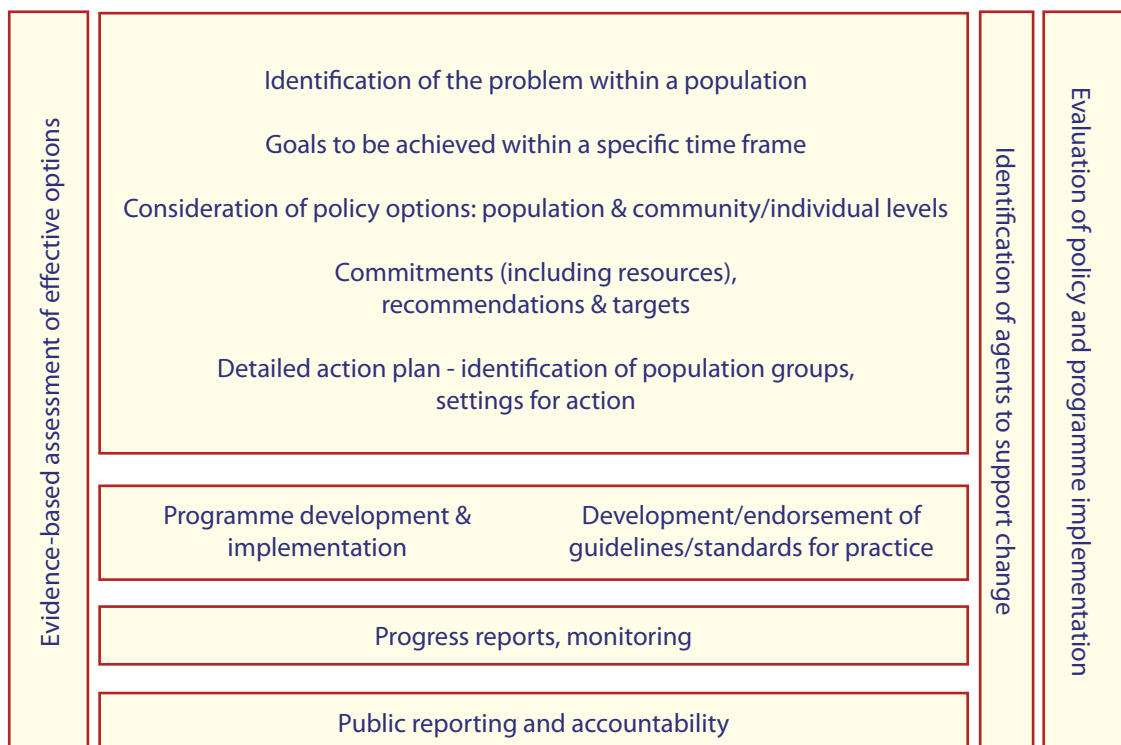 Evidence-based assessment of effective options
Identification of the problem within a population
Goals to be achieved within a specific time frame
Consideration of policy options: population & community/individual levels
Commitments (including resources),
recommendations & targets
Detailed action plan - identification of population groups,
settings for action
Programme development &
implementation
Development/endorsement of
guidelines/standards for practice
Progress reports, monitoring
Public reporting and accountability
Identification of agents to support change
Evaluation of policy and programme implementation